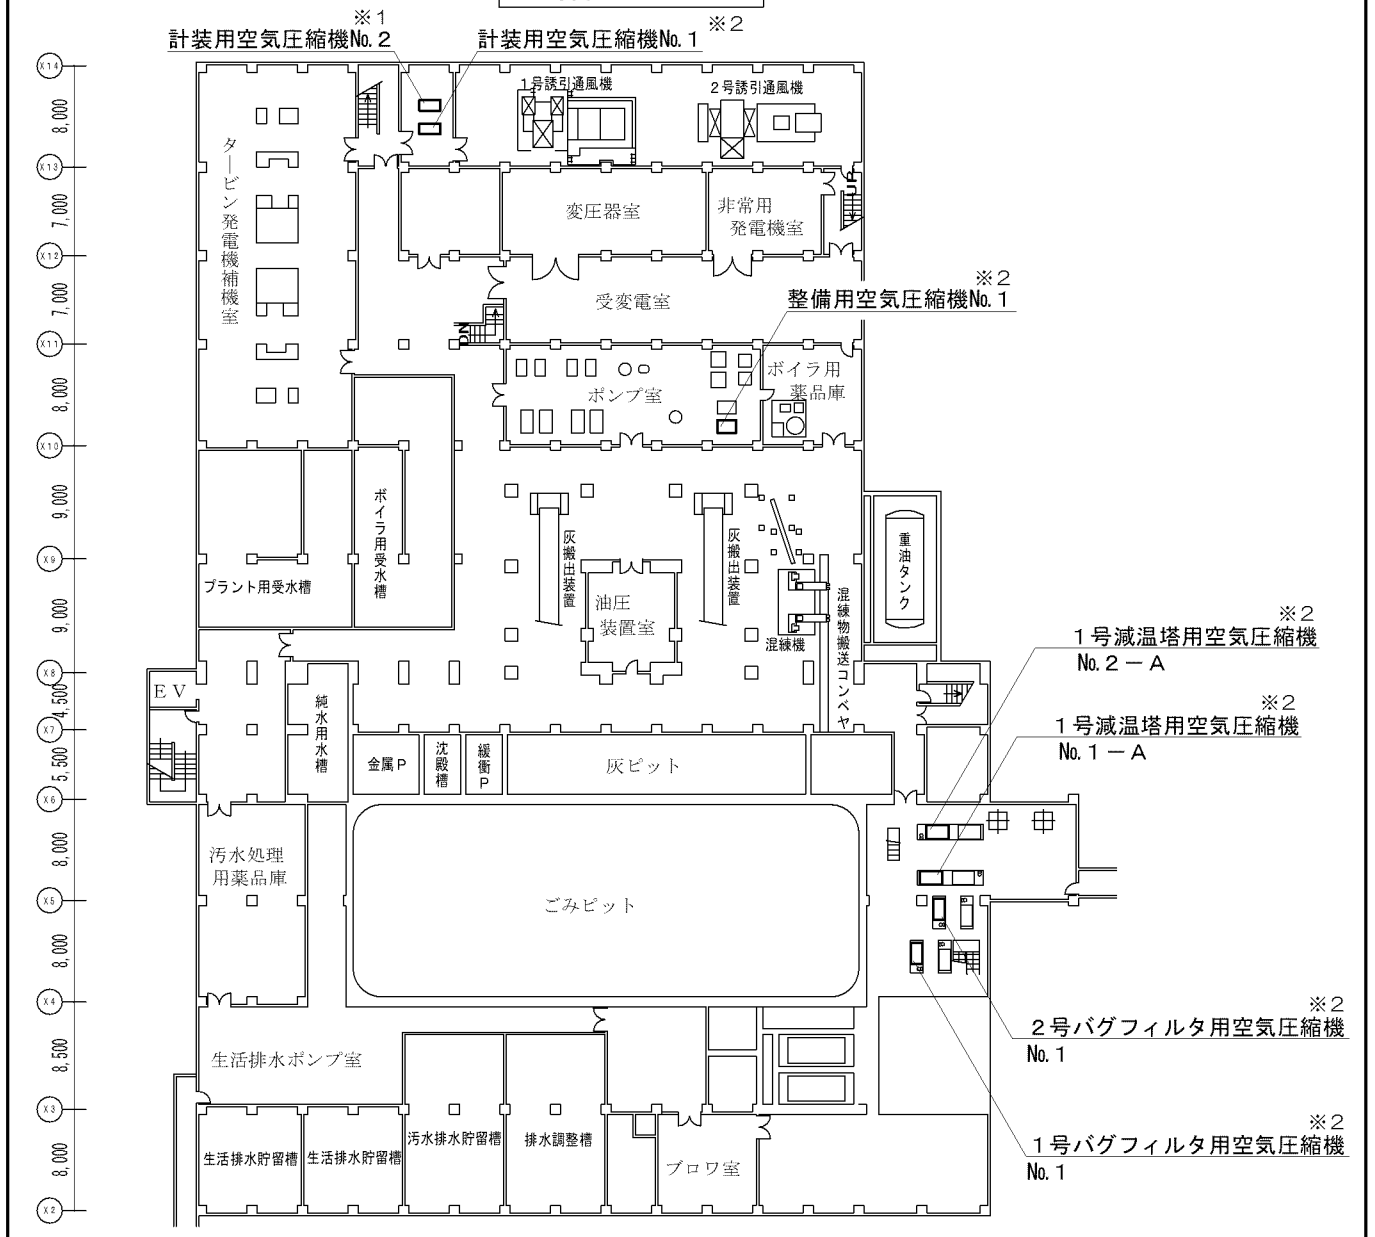 ※1
計装用空気圧縮機No.2
計装用空気圧縮機No.1
※2
X14
8,000
X13
7,000
X12
7,000
X11
8,000
X10
9,000
X9
9,000
X8
4,500
X7
5,500
X6
8,000
X5
8,000
X4
8,500
X3
8,000
X2
1号誘引通風機
2号誘引通風機
タービン発電機補機室
UP
変圧器室
非常用
発電機室
※2
整備用空気圧縮機No.1
受変電室
DN
ポンプ室
ボイラ用
薬品庫
ボイラ用受水槽
プラント用受水槽
灰搬出装置
灰搬出装置
重油タンク
油圧
装置室
混練機
混練物搬送コンベヤ
※2
1号減温塔用空気圧縮機
No.2-A
※2
1号減温塔用空気圧縮機
No.1-A
EV
純水用水槽
金属P
沈殿槽
緩衝P
灰ピット
汚水処理
用薬品庫
ごみピット
※2
2号バグフィルタ用空気圧縮機
No.1
生活排水ポンプ室
※2
1号バグフィルタ用空気圧縮機
No.1
生活排水貯留槽
生活排水貯留槽
汚水排水貯留槽
排水調整槽
ブロワ室